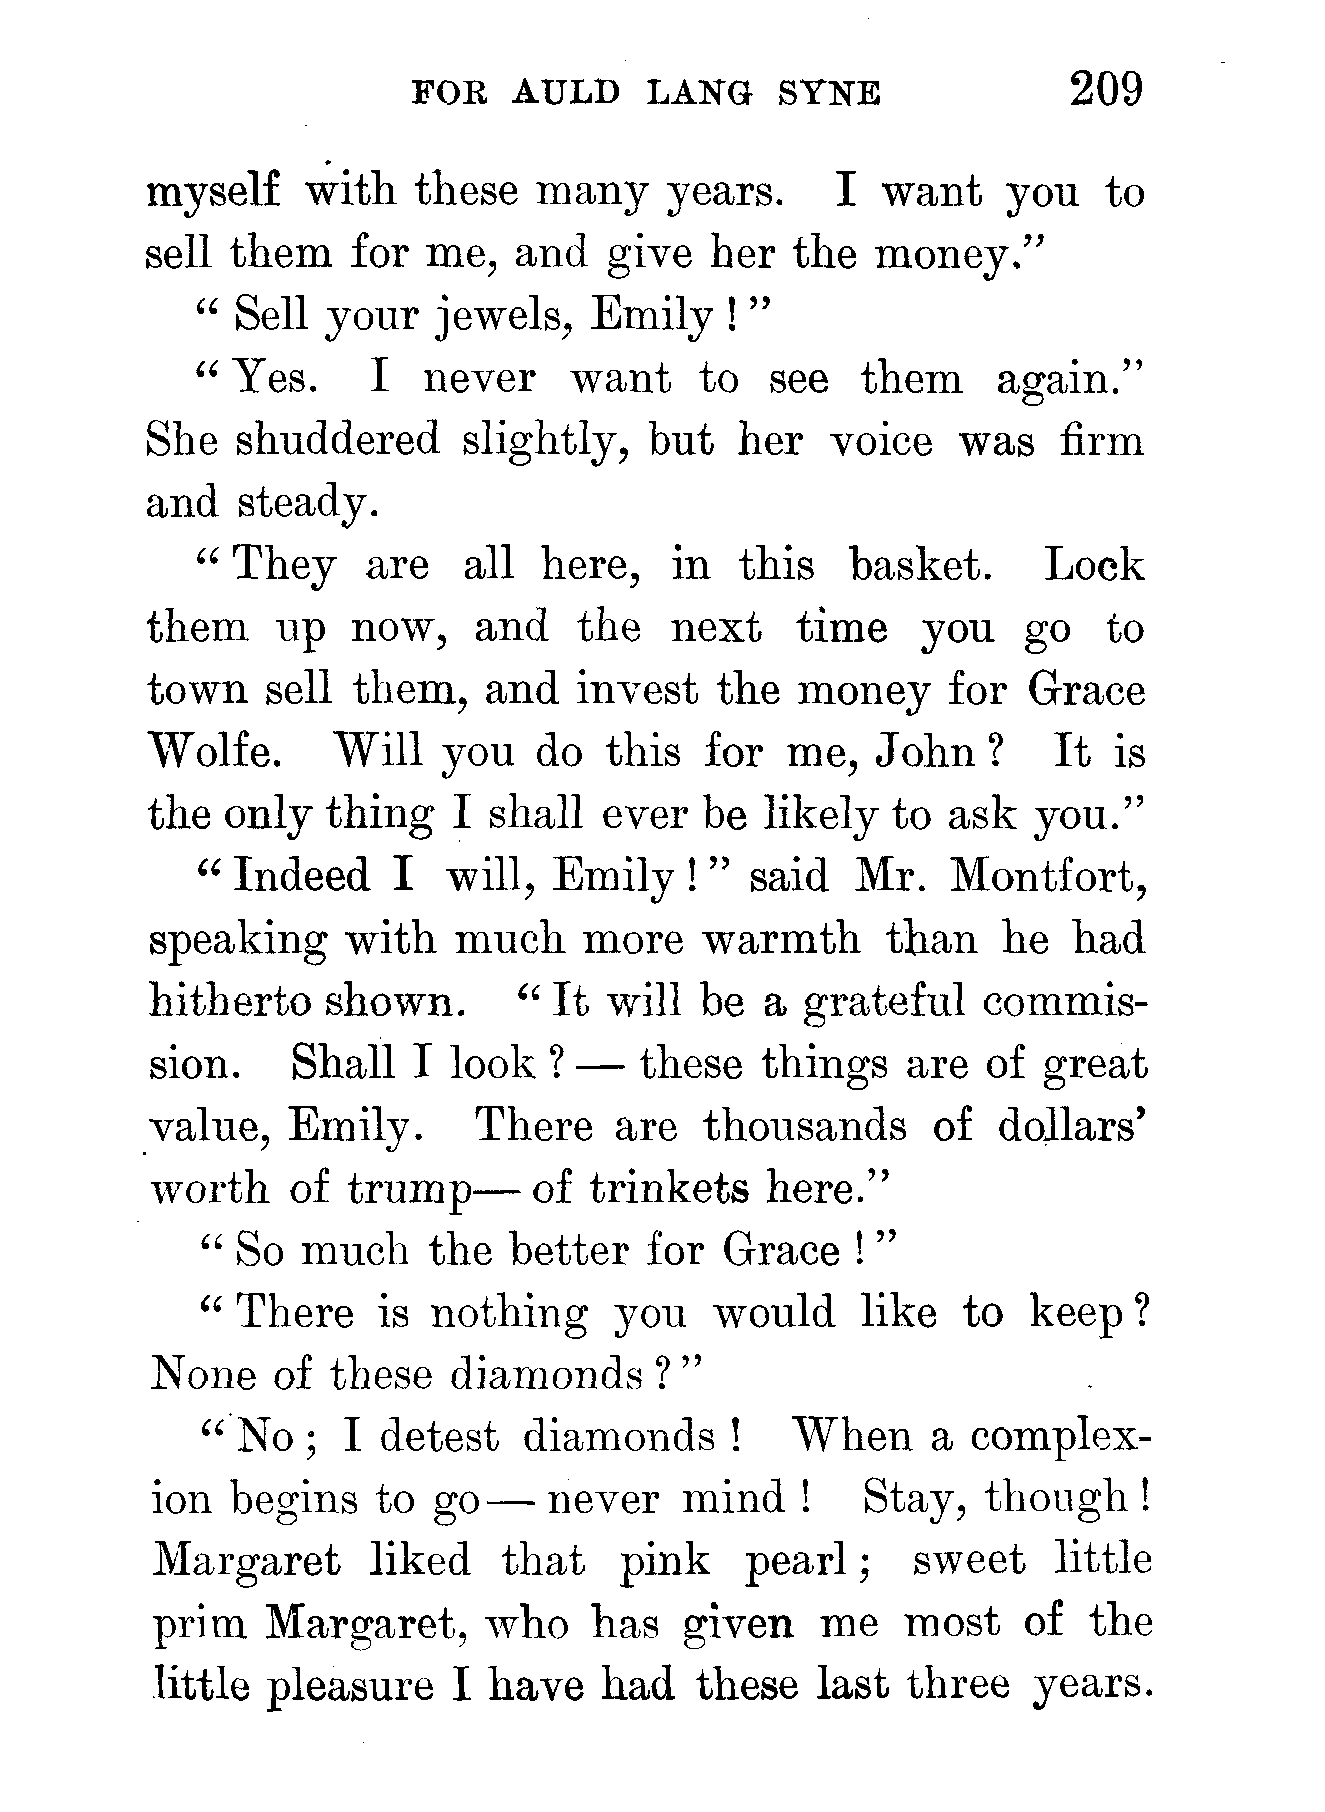 FOR AULD LANG SYNE 209
myself with these many years. I want you to
sell them for me, and give her the money.”
“ Sell your jewels, Emily ! ”
“ Yes. I never want to see them again.”
She shuddered slightly, but her voice was firm
and steady.
“ They are all here, in this basket. Lock
them up now, and the next time you go to
town sell them, and invest the money for Grace
Wolfe. Will you do this for me, John ? It is
the only thing I shall ever be likely to ask you.”
“ Indeed I will, Emily ! ” said Mr. Montfort,
speaking with much more warmth than he had
hitherto shown. “ It will be a grateful commis-
sion. Shall I look ? — these things are of great
value, Emily. There are thousands of dollars’
worth of trump— of trinkets here.”
“ So much the better for Grace ! ”
“ There is nothing you would like to keep ?
None of these diamonds ? ”
“ No ; I detest diamonds ! When a complex-
ion begins to go — never mind ! Stay, though !
Margaret liked that pink pearl ; sweet little
prim Margaret, who has given me most of the
little pleasure I have had these last three years.